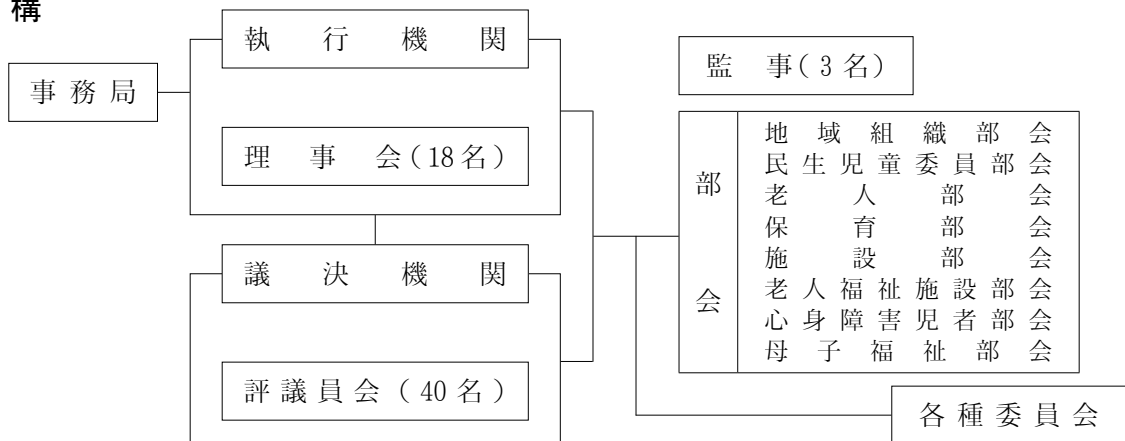 構
執行機関
事務局
理事会(18名)
議決機関
評議員会(40名)
監事(3名)
部会
地域組織部会
民生児童委員部会
老人部会
保育部会
施設部会
老人福祉施設部会
心身障害児者部会
母子福祉部会
各種委員会